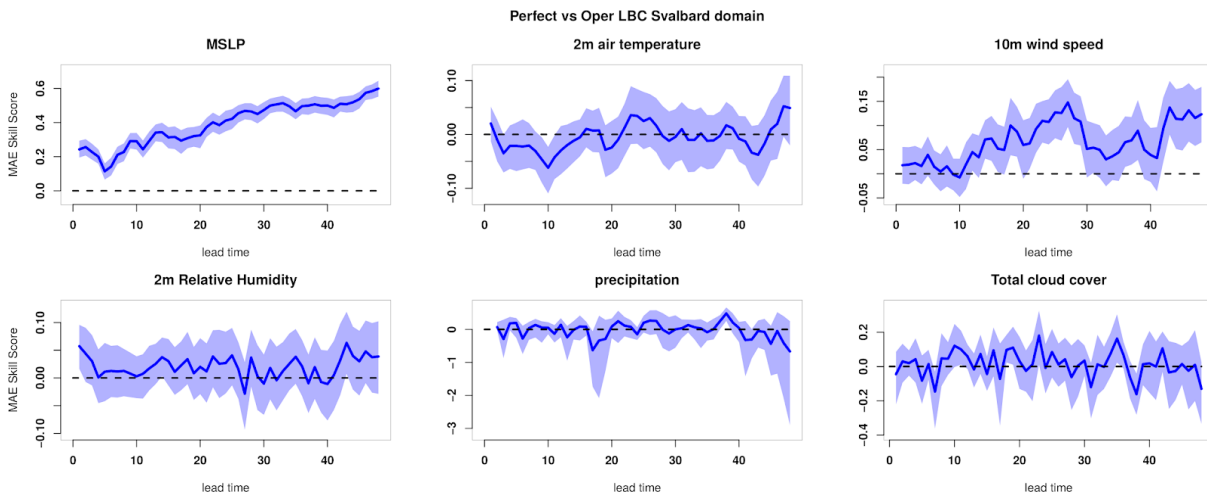 Perfect vs Oper LBC Svalbard domain
MSLP
2m air temperature
10m wind speed
MAE Skill Score
0.0 0.2 0.4 0.6
−0.10 0.00 0.10
−0.05 0.05 0.15
0 10 20 30 40
0 10 20 30 40
0 10 20 30 40
lead time
lead time
lead time
2m Relative Humidity
precipitation
Total cloud cover
MAE Skill Score
−0.10 0.00 0.10
−3 −2 −1 0
−0.4 −0.2 0.0 0.2
0 10 20 30 40
0 10 20 30 40
0 10 20 30 40
lead time
lead time
lead time